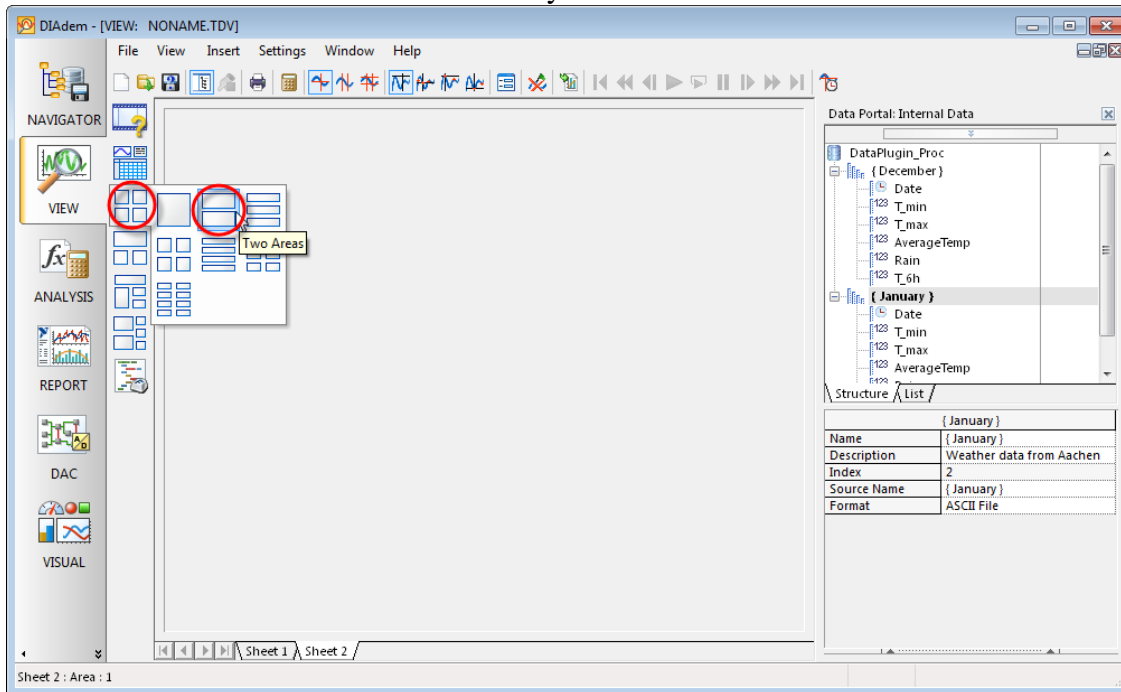 DIAdem - [VIEW: NONAME.TDV]
File View Insert Settings Window Help
NAVIGATOR
VIEW
ANALYSIS
REPORT
DAC
VISUAL
Two Areas
Data Portal: Internal Data
DataPlugin_Proc
{ December }
Date
T_min
T_max
AverageTemp
Rain
T_6h
{ January }
Date
T_min
T_max
AverageTemp
Structure List
{ January }
Name { January }
Description Weather data from Aachen
Index 2
Source Name { January }
Format ASCII File
Sheet 1 Sheet 2
Sheet 2 : Area : 1